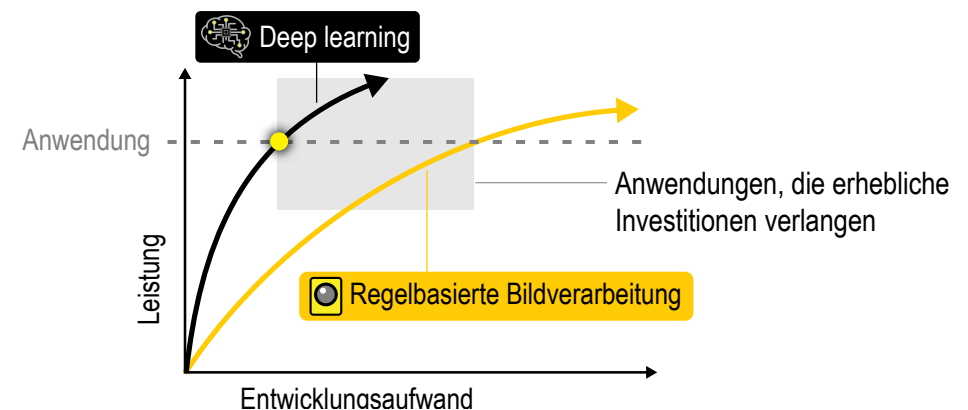 Deep learning
Anwendung
Anwendungen, die erhebliche
Investitionen verlangen
Leistung
Regelbasierte Bildverarbeitung
Entwicklungsaufwand